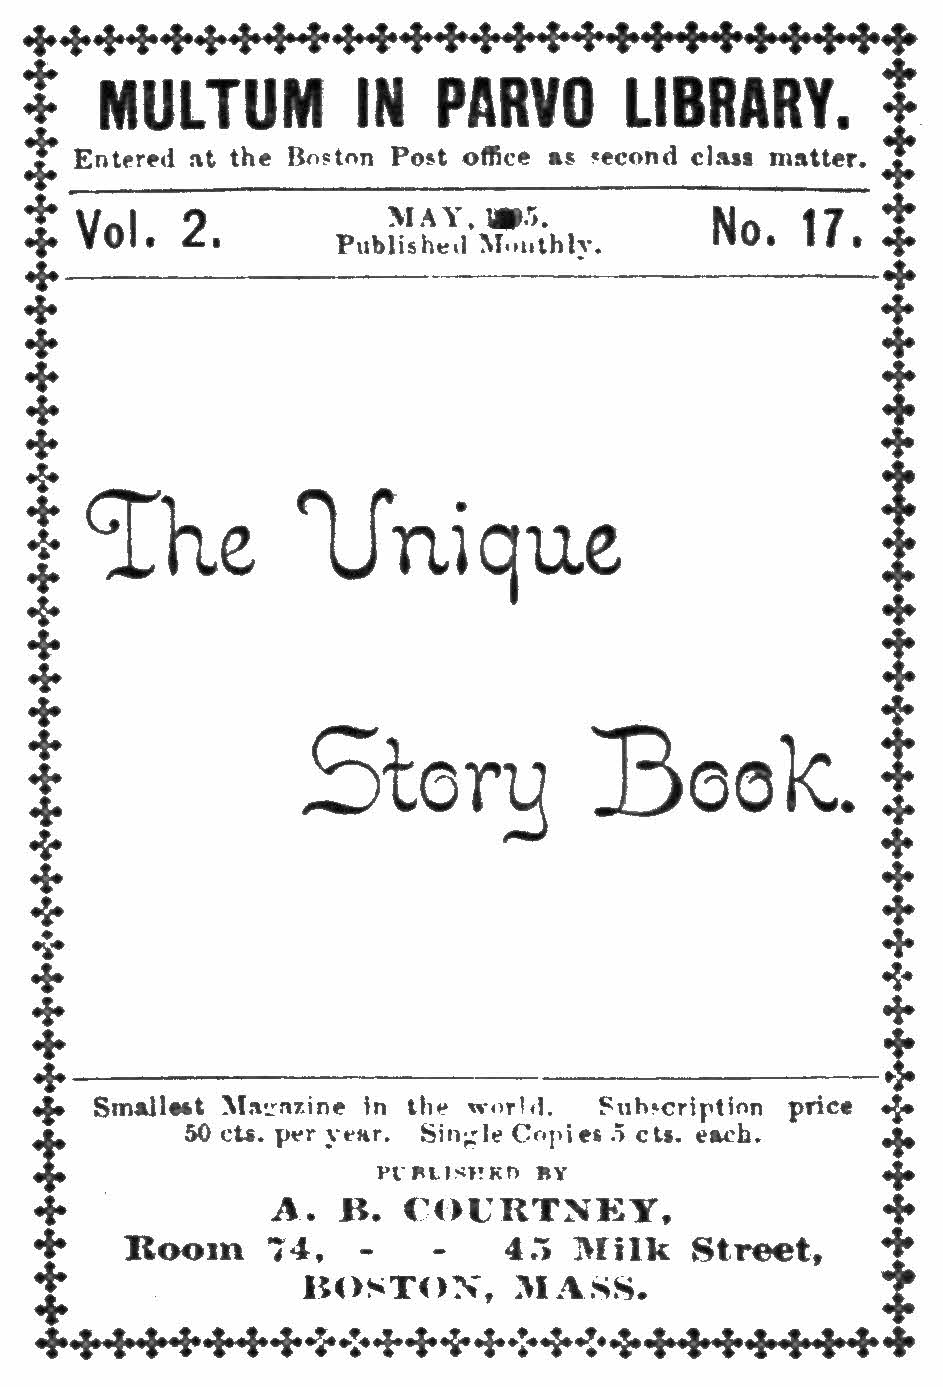 MULTUM IN PARVO LIBRARY.
Entered at the Boston Post office as second class matter.
Vol. 2.
MAY,
Published Monthly.
No. 17.
The Unique
Story Book.
Smallest Magazine in the world. Subscription price
50 cts. per year. Single Copies 5 cts. each.
PUBLISHED BY
A. B. COURTNEY,
Room 74, - - 45 Milk Street,
BOSTON, MASS.